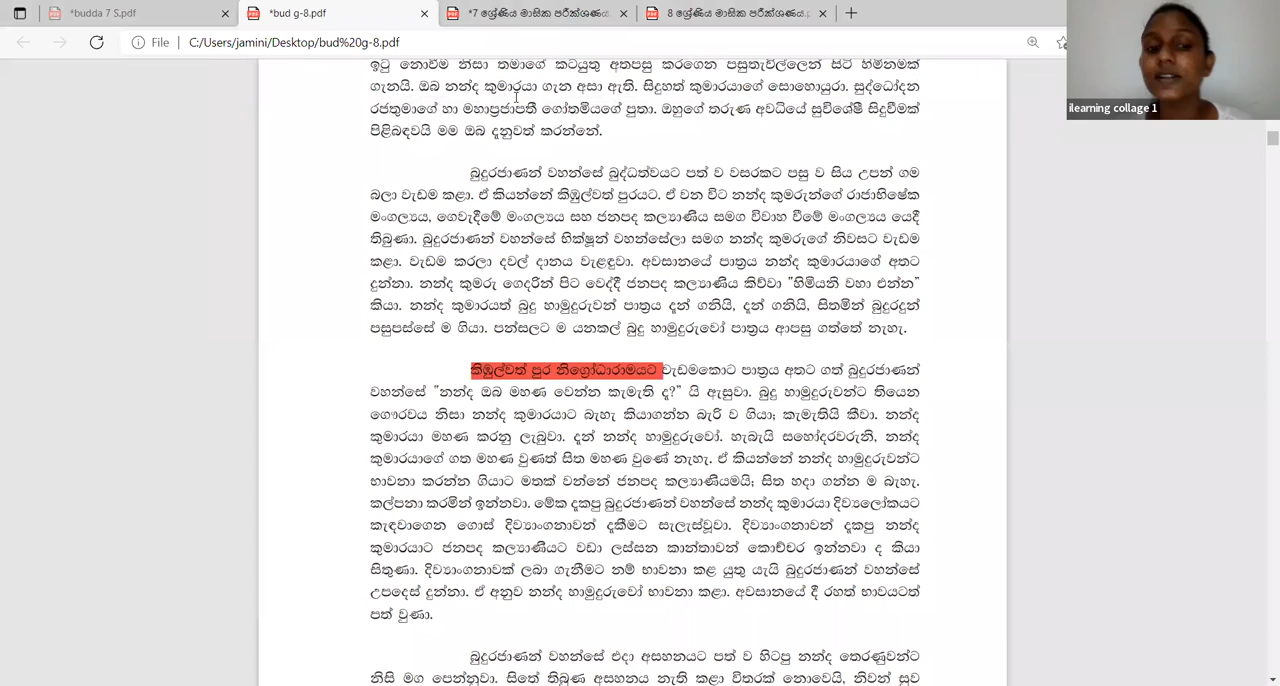 *budda 7 S.pdf
*bud g-8.pdf
*7 ශ්‍රේණිය මාසික පරීක්ශණය.
8 ශ්‍රේණිය මාසික පරීක්ශණය.
File
C:/Users/jamini/Desktop/bud%20g-8.pdf
ilearning collage 1
ඉටු නොවීම නිසා තමාගේ කටයුතු අතපසු කරගෙන පසුතැවිල්ලෙන් සිටි හිමිනමක්
ගැනයි. ඔබ නන්ද කුමාරයා ගැන අසා ඇති. සිදුහත් කුමාරයාගේ සොහොයුරා. සුද්ධෝදන
රජතුමාගේ හා මහාප්‍රජාපතී ගෝතමියගේ පුතා. ඔහුගේ තරුණ අවධියේ සුවිශේෂී සිදුවීමක්
පිළිබඳවයි මම ඔබ දැනුවත් කරන්නේ.
බුදුරජාණන් වහන්සේ බුද්ධත්වයට පත් ව වසරකට පසු ව සිය උපන් ගම
බලා වැඩම කළා. ඒ කියන්නේ කිඹුල්වත් පුරයට. ඒ වන විට නන්ද කුමරුන්ගේ රාජාභිෂේක
මංගල්‍යය, ගෙවැදීමේ මංගල්‍යය සහ ජනපද කල්‍යාණිය සමග විවාහ වීමේ මංගල්‍යය යෙදී
තිබුණා. බුදුරජාණන් වහන්සේ භික්ෂූන් වහන්සේලා සමග නන්ද කුමරුගේ නිවසට වැඩම
කළා. වැඩම කරලා දවල් දානය වැළඳුවා. අවසානයේ පාත්‍රය නන්ද කුමාරයාගේ අතට
දුන්නා. නන්ද කුමරු ගෙදරින් පිට වෙද්දී ජනපද කල්‍යාණිය කිව්වා "හිමියනි වහා එන්න"
කියා. නන්ද කුමාරයත් බුදු හාමුදුරුවන් පාත්‍රය දැන් ගනියි, දැන් ගනියි, සිතමින් බුදුරදුන්
පසුපස්සේ ම ගියා. පන්සලට ම යනකල් බුදු හාමුදුරුවෝ පාත්‍රය ආපසු ගත්තේ නැහැ.
කිඹුල්වත් පුර නිග්‍රෝධාරාමයට වැඩමකොට පාත්‍රය අතට ගත් බුදුරජාණන්
වහන්සේ "නන්ද ඔබ මහණ වෙන්න කැමැති ද?" යි ඇසුවා. බුදු හාමුදුරුවන්ට තියෙන
ගෞරවය නිසා නන්ද කුමාරයාට බැහැ කියාගන්න බැරි ව ගියා; කැමැතියි කීවා. නන්ද
කුමාරයා මහණ කරනු ලැබුවා. දැන් නන්ද හාමුදුරුවෝ. හැබැයි සහෝදරවරුනි, නන්ද
කුමාරයාගේ ගත මහණ වුණත් සිත මහණ වුණේ නැහැ. ඒ කියන්නේ නන්ද හාමුදුරුවන්ට
භාවනා කරන්න ගියාට මතක් වන්නේ ජනපද කල්‍යාණියමයි; සිත හදා ගන්න ම බැහැ.
කල්පනා කරමින් ඉන්නවා. මේක දැකපු බුදුරජාණන් වහන්සේ නන්ද කුමාරයා දිව්‍යලෝකයට
කැඳවාගෙන ගොස් දිව්‍යාංගනාවන් දැකීමට සැලැස්වූවා. දිව්‍යාංගනාවන් දැකපු නන්ද
කුමාරයාට ජනපද කල්‍යාණියට වඩා ලස්සන කාන්තාවන් කොච්චර ඉන්නවා ද කියා
සිතුණා. දිව්‍යාංගනාවක් ලබා ගැනීමට නම් භාවනා කළ යුතු යැයි බුදුරජාණන් වහන්සේ
උපදෙස් දුන්නා. ඒ අනුව නන්ද හාමුදුරුවෝ භාවනා කළා. අවසානයේ දී රහත් භාවයටත්
පත් වුණා.
බුදුරජාණන් වහන්සේ එදා අසහනයට පත් ව හිටපු නන්ද තෙරණුවන්ට
නිසි මග පෙන්නුවා. සිතේ තිබුණ අසහනය නැති කළා විතරක් නොවෙයි, නිවන් සුව